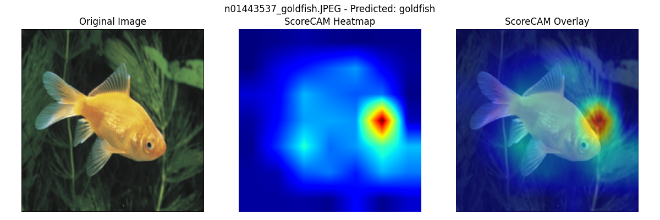 n01443537_goldfish.JPEG - Predicted: goldfish
Original Image
ScoreCAM Heatmap
ScoreCAM Overlay